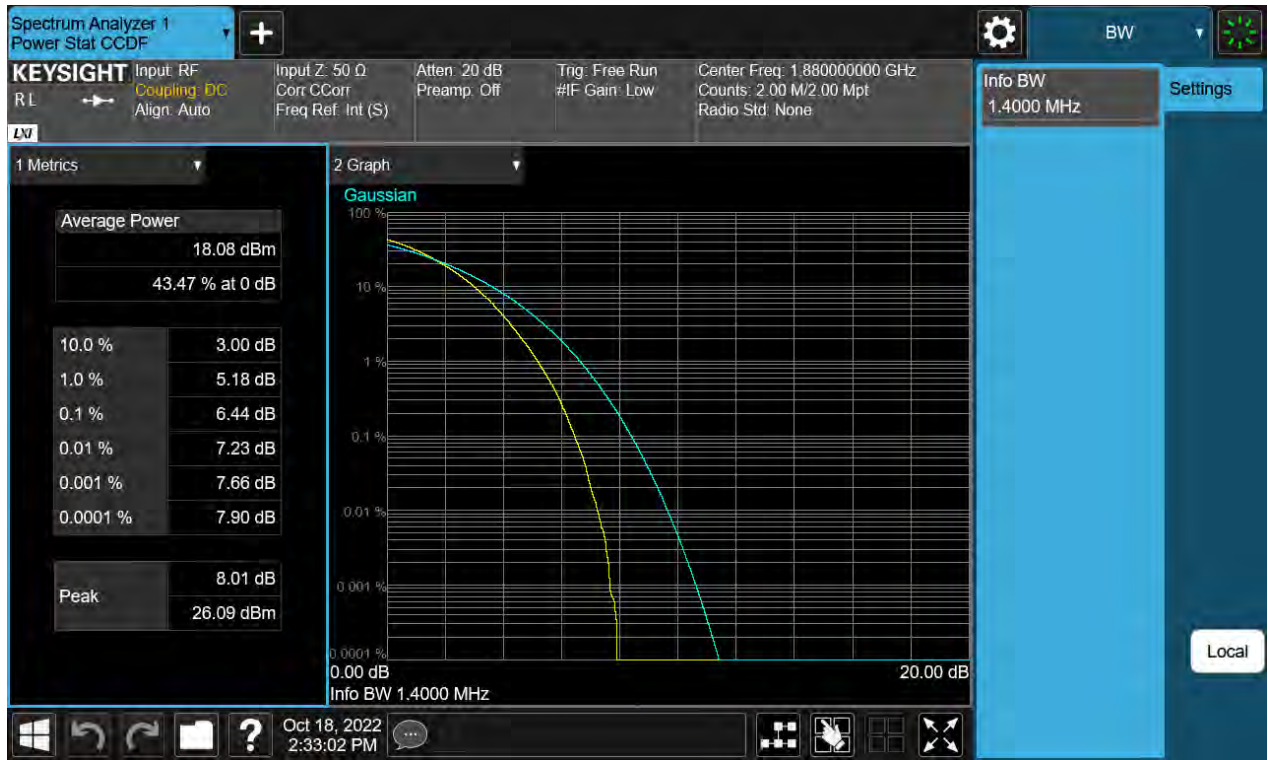 Spectrum Analyzer 1
Power Stat CCDF
+
BW
KEYSIGHT
RL
LXI
Input: RF
Coupling: DC
Align: Auto
Input Z: 50 Ω
Corr CCorr
Freq Ref: Int (S)
Atten: 20 dB
Preamp: Off
Trig: Free Run
#IF Gain: Low
Center Freq: 1.880000000 GHz
Counts: 2.00 M/2.00 Mpt
Radio Std: None
Info BW
1.4000 MHz
Settings
1 Metrics
Average Power
18.08 dBm
43.47 % at 0 dB
10.0 % 3.00 dB
1.0 % 5.18 dB
0.1 % 6.44 dB
0.01 % 7.23 dB
0.001 % 7.66 dB
0.0001 % 7.90 dB
Peak
8.01 dB
26.09 dBm
2 Graph
Gaussian
100 %
10 %
1 %
0.1 %
0.01 %
0.001 %
0.0001 %
0.00 dB 20.00 dB
Info BW 1.4000 MHz
Local
?
Oct 18, 2022
2:33:02 PM